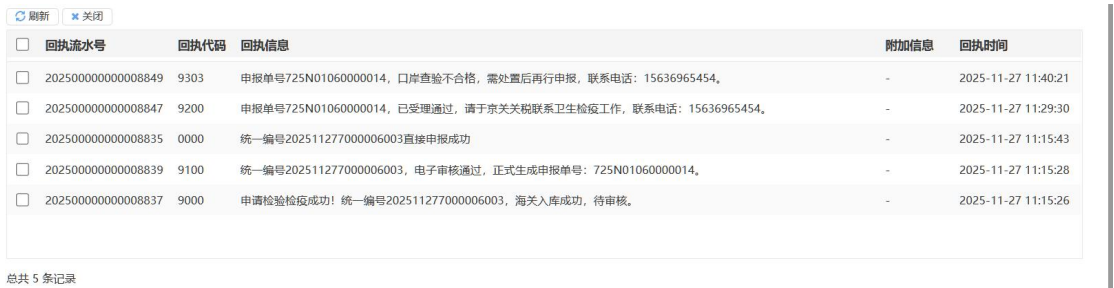 刷新 关闭
回执流水号 回执代码 回执信息 附加信息 回执时间
202500000000008849 9303 申报单号725N01060000014，口岸查验不合格，需处置后再行申报，联系电话：15636965454。 - 2025-11-27 11:40:21
202500000000008847 9200 申报单号725N01060000014，已受理通过，请于京关关税联系卫生检疫工作，联系电话：15636965454。 - 2025-11-27 11:29:30
202500000000008835 0000 统一编号202511277000006003直接申报成功 - 2025-11-27 11:15:43
202500000000008839 9100 统一编号202511277000006003，电子审核通过，正式生成申报单号：725N01060000014。 - 2025-11-27 11:15:28
202500000000008837 9000 申请检验检疫成功！统一编号202511277000006003，海关入库成功，待审核。 - 2025-11-27 11:15:26
总共 5 条记录